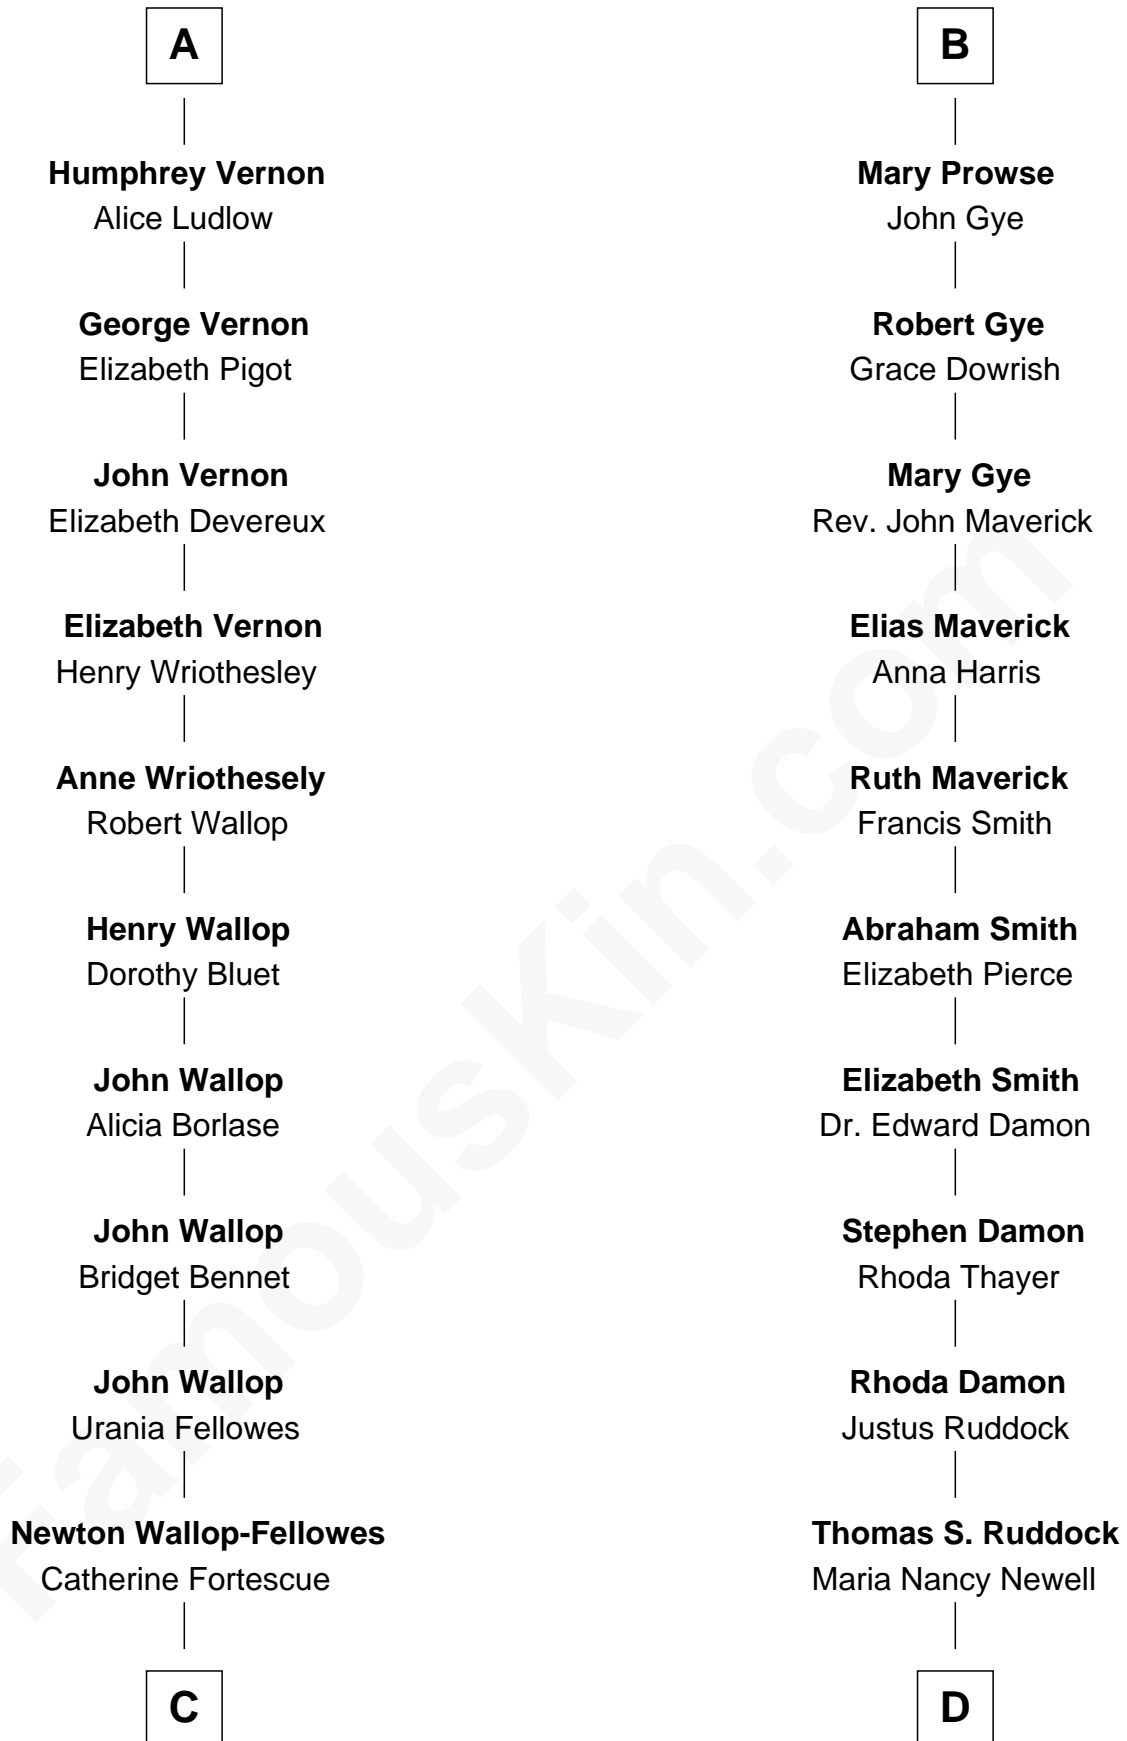 A
Humphrey Vernon
Alice Ludlow
George Vernon
Elizabeth Pigot
John Vernon
Elizabeth Devereux
Elizabeth Vernon
Henry Wriothesley
Anne Wriothesely
Robert Wallop
Henry Wallop
Dorothy Bluet
John Wallop
Alicia Borlase
John Wallop
Bridget Bennet
John Wallop
Urania Fellowes
Newton Wallop-Fellowes
Catherine Fortescue
C
B
Mary Prowse
John Gye
Robert Gye
Grace Dowrish
Mary Gye
Rev. John Maverick
Elias Maverick
Anna Harris
Ruth Maverick
Francis Smith
Abraham Smith
Elizabeth Pierce
Elizabeth Smith
Dr. Edward Damon
Stephen Damon
Rhoda Thayer
Rhoda Damon
Justus Ruddock
Thomas S. Ruddock
Maria Nancy Newell
D
FamousKin.com